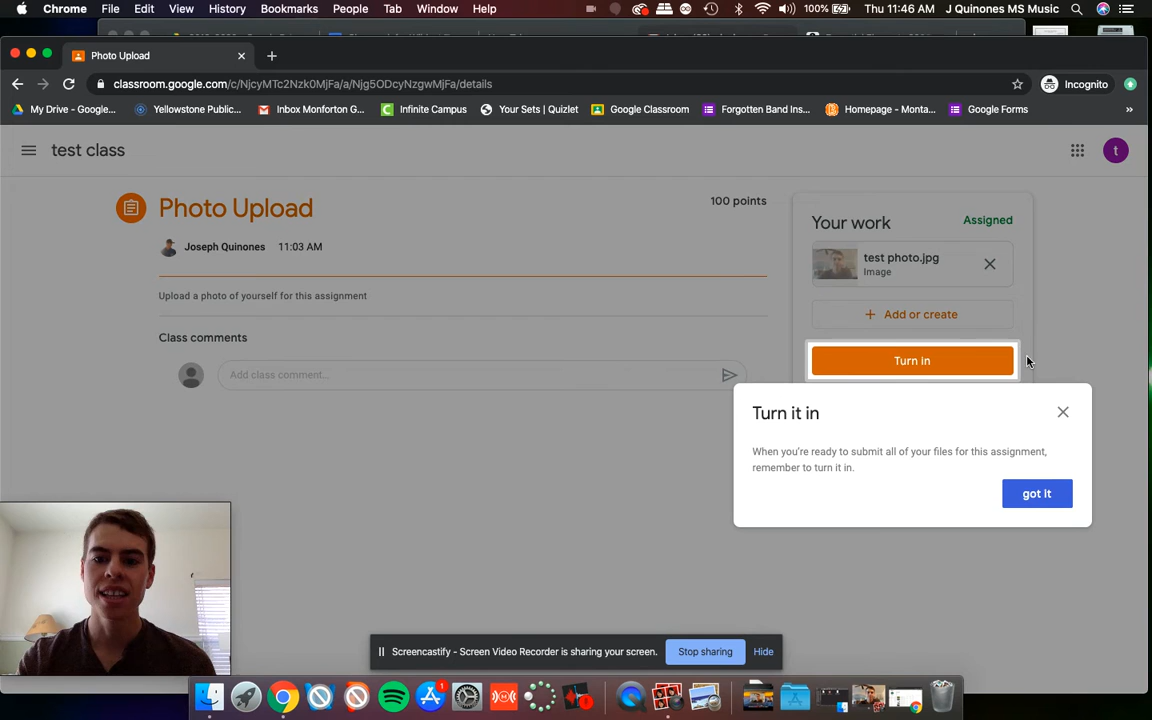 Chrome File Edit View History Bookmarks People Tab Window Help 100% Thu 11:46 AM J Quinones MS Music
Photo Upload
classroom.google.com/c/NjcyMTc2Nzk0MjFa/a/Njg5ODcyNzgwMjFa/details Incognito
My Drive - Google... Yellowstone Public... Inbox Monforton G... Infinite Campus Your Sets | Quizlet Google Classroom Forgotten Band Ins... Homepage - Monta... Google Forms »
test class t
Photo Upload
100 points
Joseph Quinones 11:03 AM
Upload a photo of yourself for this assignment
Class comments
Add class comment...
Your work Assigned
test photo.jpg
Image
+ Add or create
Turn in
Turn it in
When you're ready to submit all of your files for this assignment,
remember to turn it in.
got it
Screencastify - Screen Video Recorder is sharing your screen. Stop sharing Hide
1